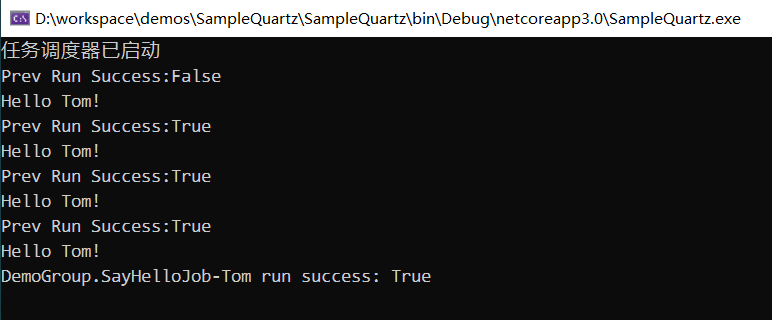 D:\workspace\demos\SampleQuartz\SampleQuartz\bin\Debug\netcoreapp3.0\SampleQuartz.exe
任务调度器已启动
Prev Run Success:False
Hello Tom!
Prev Run Success:True
Hello Tom!
Prev Run Success:True
Hello Tom!
Prev Run Success:True
Hello Tom!
DemoGroup.SayHelloJob-Tom run success: True